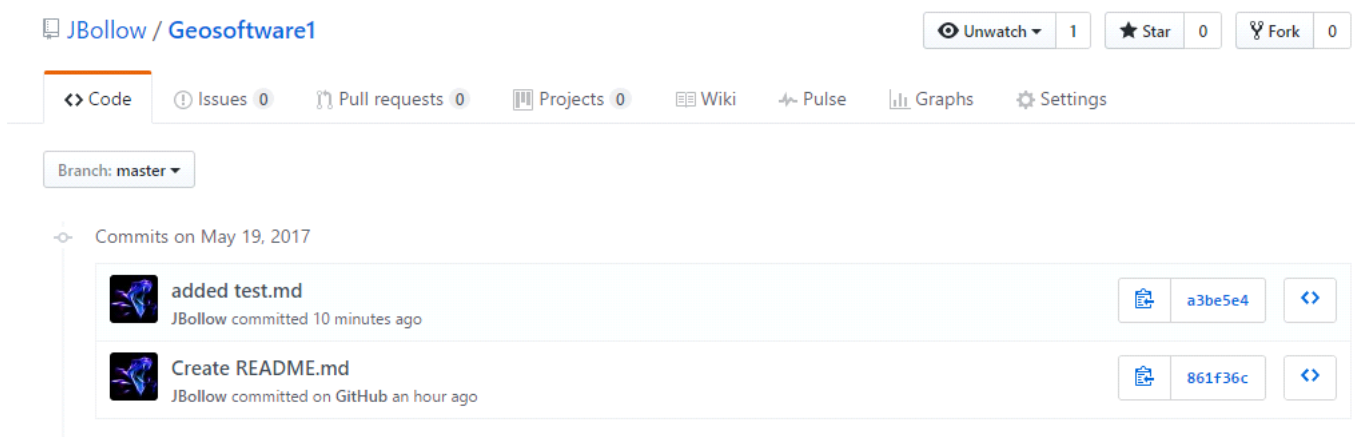 JBollow / Geosoftware1
Unwatch 1 Star 0 Fork 0
Code Issues 0 Pull requests 0 Projects 0 Wiki Pulse Graphs Settings
Branch: master
Commits on May 19, 2017
added test.md
JBollow committed 10 minutes ago
a3be5e4
Create README.md
JBollow committed on GitHub an hour ago
861f36c